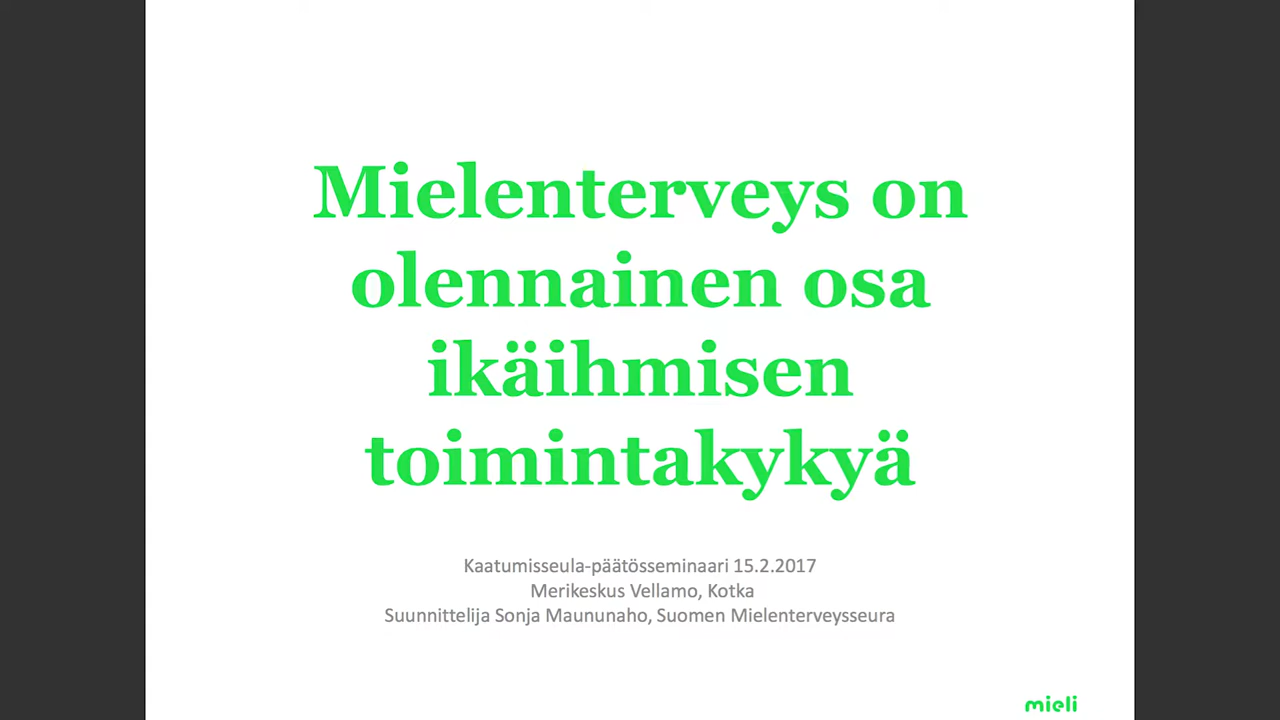 Mielenterveys on
olennainen osa
ikäihmisen
toimintakykyä
Kaatumisseula-päätösseminaari 15.2.2017
Merikeskus Vellamo, Kotka
Suunnittelija Sonja Maununaho, Suomen Mielenterveysseura
mieli